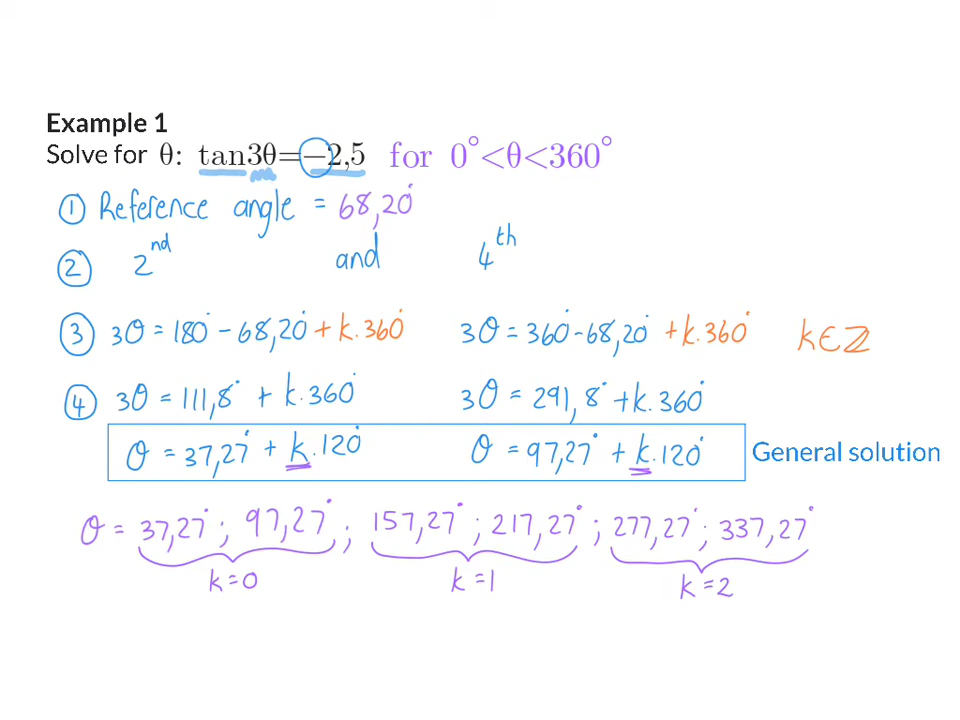 Example 1
Solve for θ: tan3θ=−2,5 for 0°<θ<360°
① Reference angle = 68,20°
② 2nd and 4th
③ 3θ = 180° - 68,20° + k.360° 3θ = 360° - 68,20° + k.360° k∈ℤ
④ 3θ = 111,8° + k.360° 3θ = 291,8° + k.360°
θ = 37,27° + k.120° θ = 97,27° + k.120° General solution
θ = 37,27° ; 97,27° ; 157,27° ; 217,27° ; 277,27° ; 337,27°
k=0 k=1 k=2